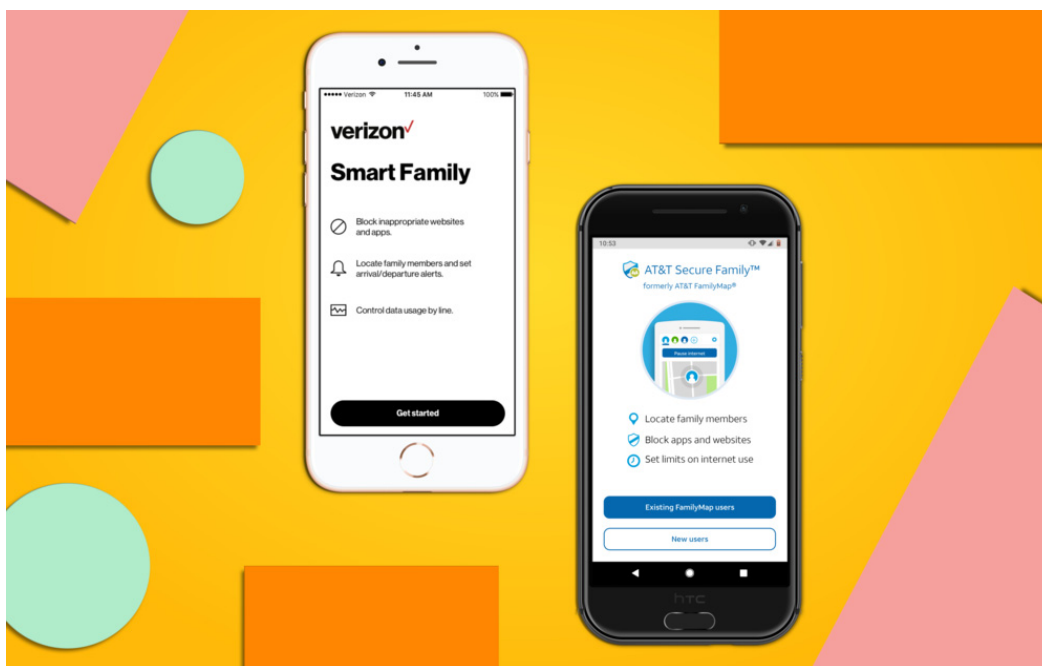 Verizon 11:45 AM 100%
verizon
Smart Family
Block inappropriate websites
and apps.
Locate family members and set
arrival/departure alerts.
Control data usage by line.
Get started
10:53
AT&T Secure Family™
formerly AT&T FamilyMap®
Pause internet
Locate family members
Block apps and websites
Set limits on internet use
Existing FamilyMap users
New users
hTC